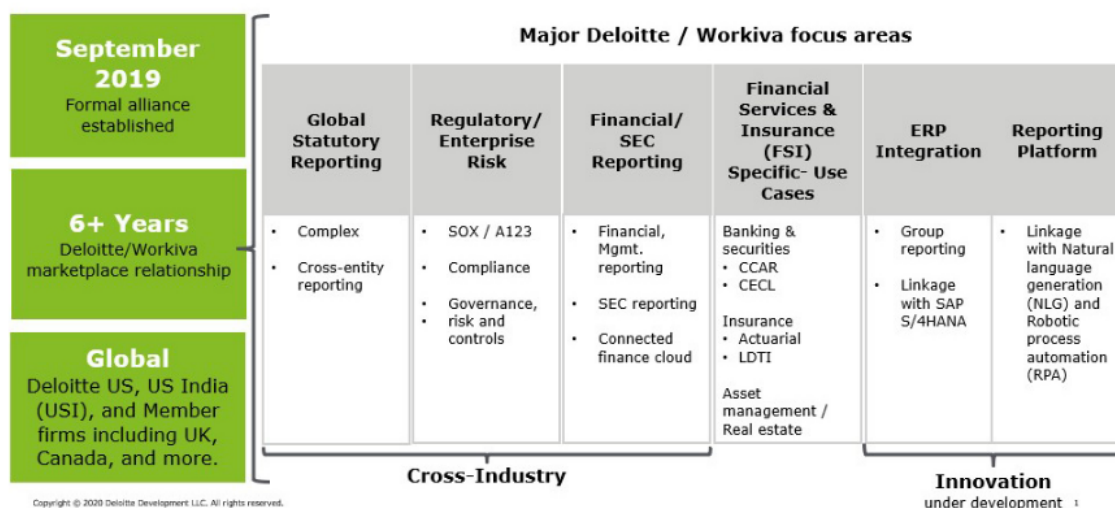 September
2019
Formal alliance
established
6+ Years
Deloitte/Workiva
marketplace relationship
Global
Deloitte US, US India
(USI), and Member
firms including UK,
Canada, and more.
Major Deloitte / Workiva focus areas
Global
Statutory
Reporting
• Complex
• Cross-entity
reporting
Regulatory/
Enterprise
Risk
• SOX / A123
• Compliance
• Governance,
• risk and
controls
Financial/
SEC
Reporting
• Financial,
Mgmt.
reporting
• SEC reporting
• Connected
finance cloud
Financial
Services &
Insurance
(FSI)
Specific- Use
Cases
Banking &
securities
• CCAR
• CECL
Insurance
• Actuarial
• LDTI
Asset
management /
Real estate
ERP
Integration
• Group
reporting
• Linkage
with SAP
S/4HANA
Reporting
Platform
• Linkage
with Natural
language
generation
(NLG) and
Robotic
process
automation
(RPA)
Cross-Industry
Innovation
under development
Copyright © 2020 Deloitte Development LLC. All rights reserved.
1